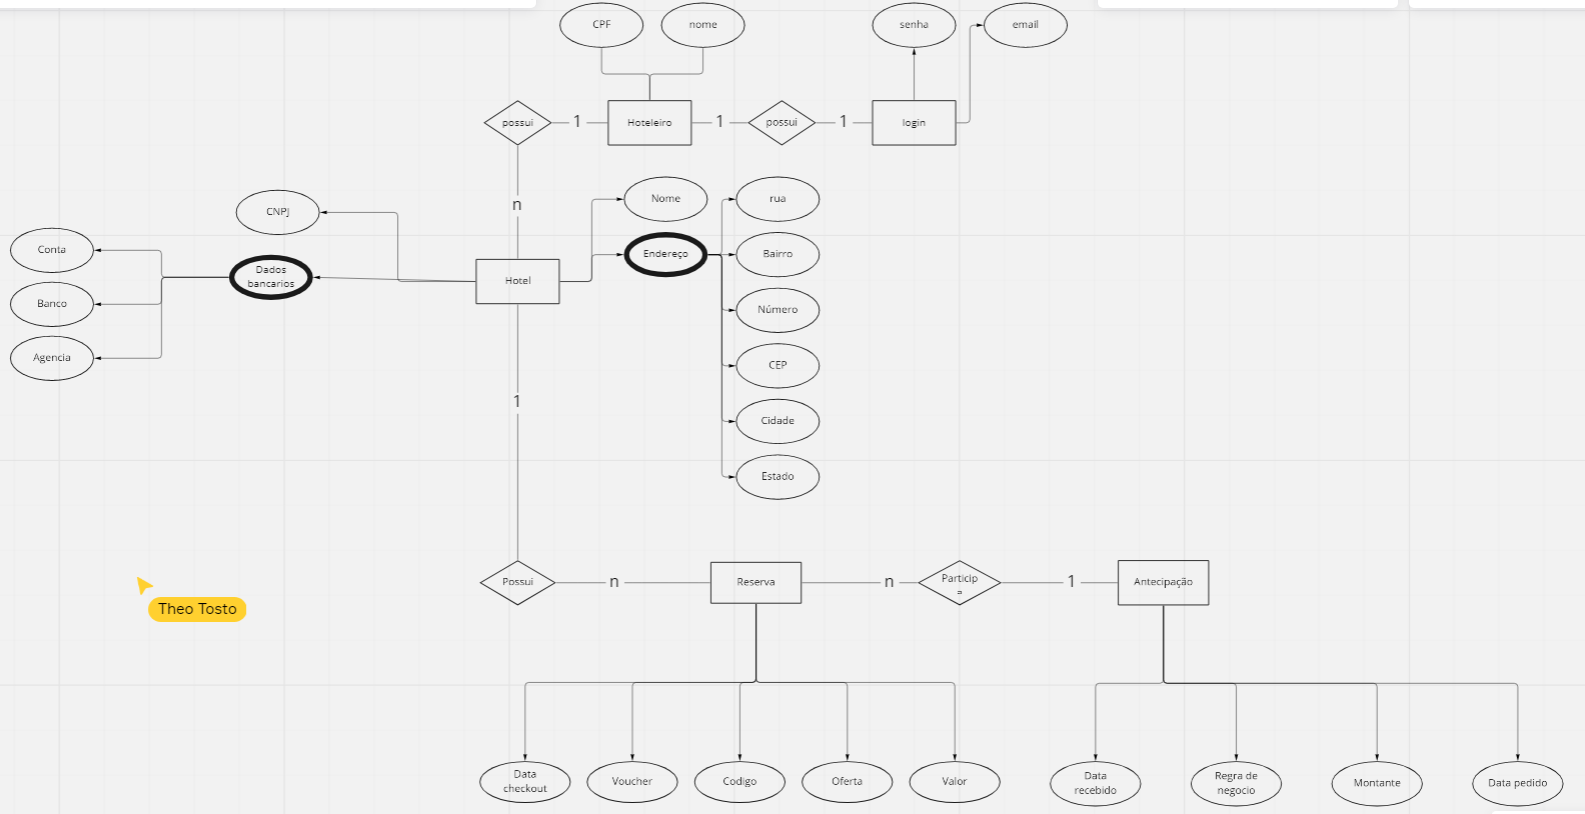 CPF
nome
senha
email
possui
1
Hoteleiro
1
possui
1
login
n
CNPJ
Nome
rua
Conta
Dados
bancarios
Endereço
Bairro
Hotel
Banco
Número
Agencia
CEP
1
Cidade
Estado
Possui
n
Reserva
n
Particip
a
1
Antecipação
Theo Tosto
Data
checkout
Voucher
Codigo
Oferta
Valor
Data
recebido
Regra de
negocio
Montante
Data pedido